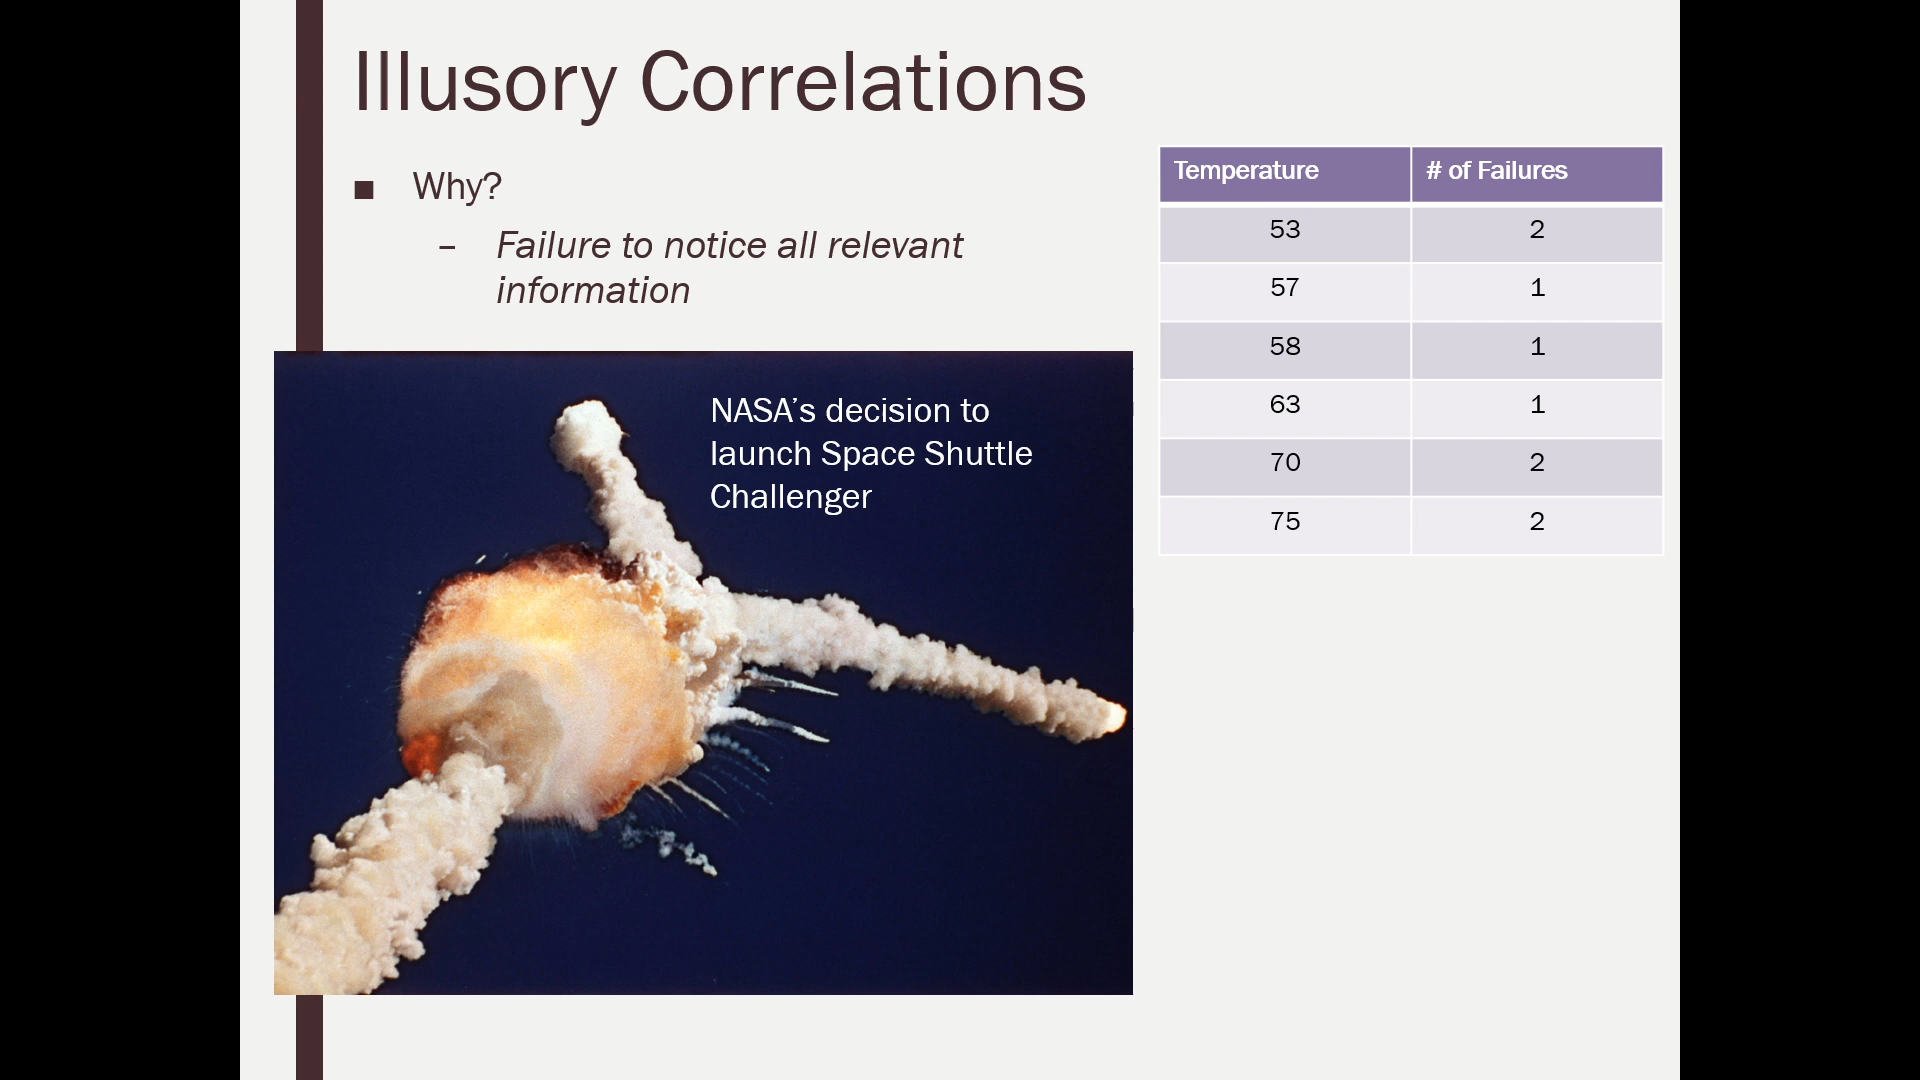 Illusory Correlations
■ Why?
– Failure to notice all relevant
information
NASA’s decision to
launch Space Shuttle
Challenger
Temperature # of Failures
53 2
57 1
58 1
63 1
70 2
75 2